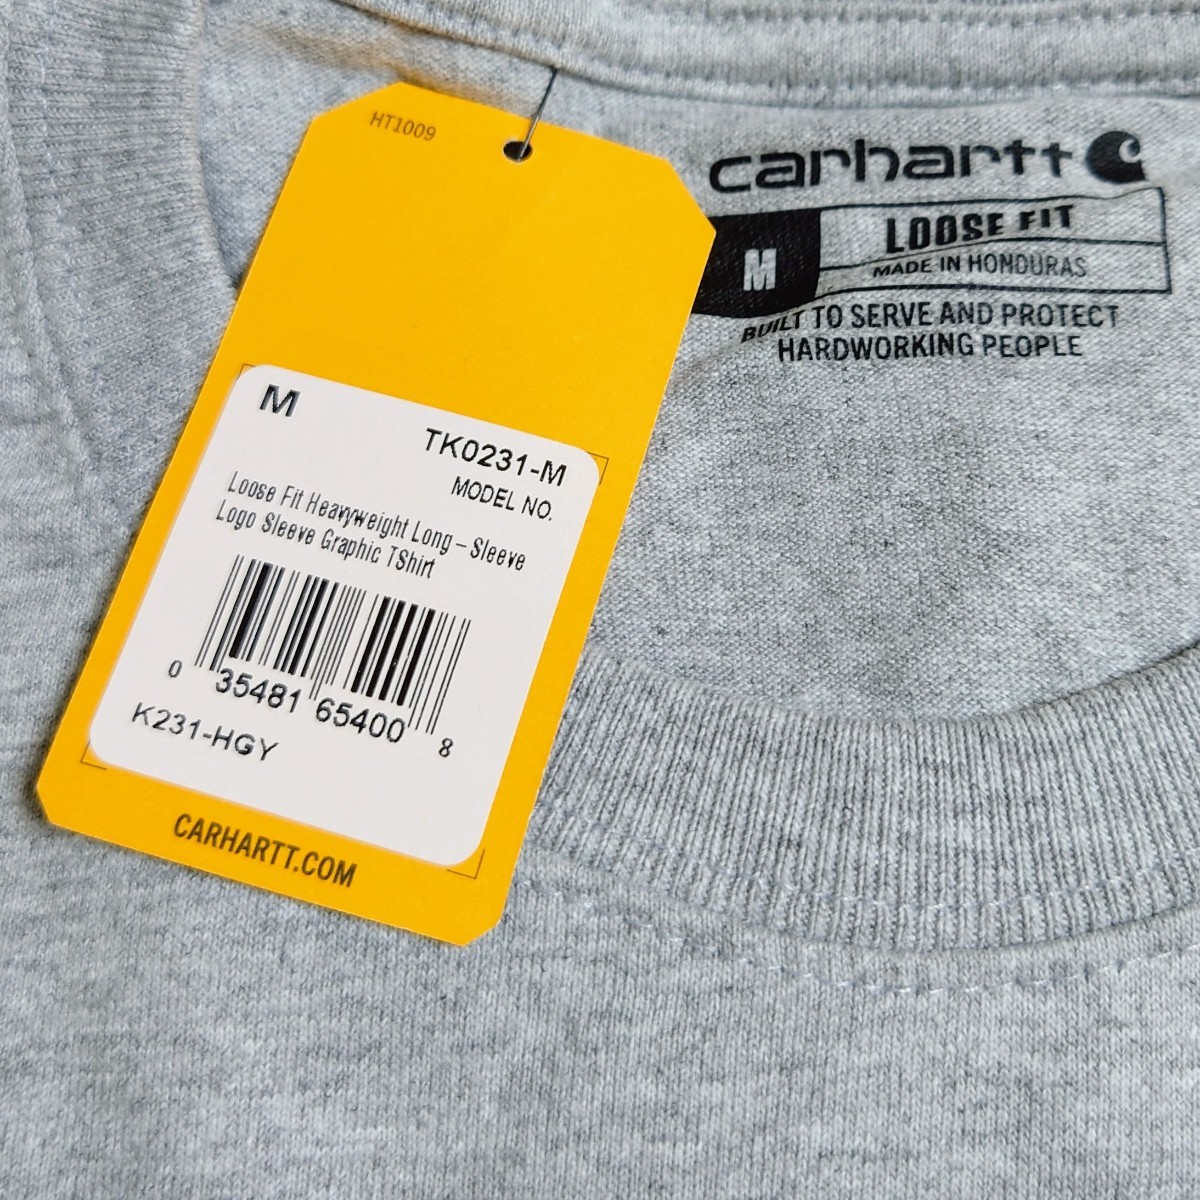 HT1009
carhartt
M
LOOSE FIT
MADE IN HONDURAS
BUILT TO SERVE AND PROTECT
HARDWORKING PEOPLE
M
TK0231-M
MODEL NO.
Loose Fit Heavyweight Long-Sleeve
Logo Sleeve Graphic TShirt
0 35481 65400 8
K231-HGY
CARHARTT.COM